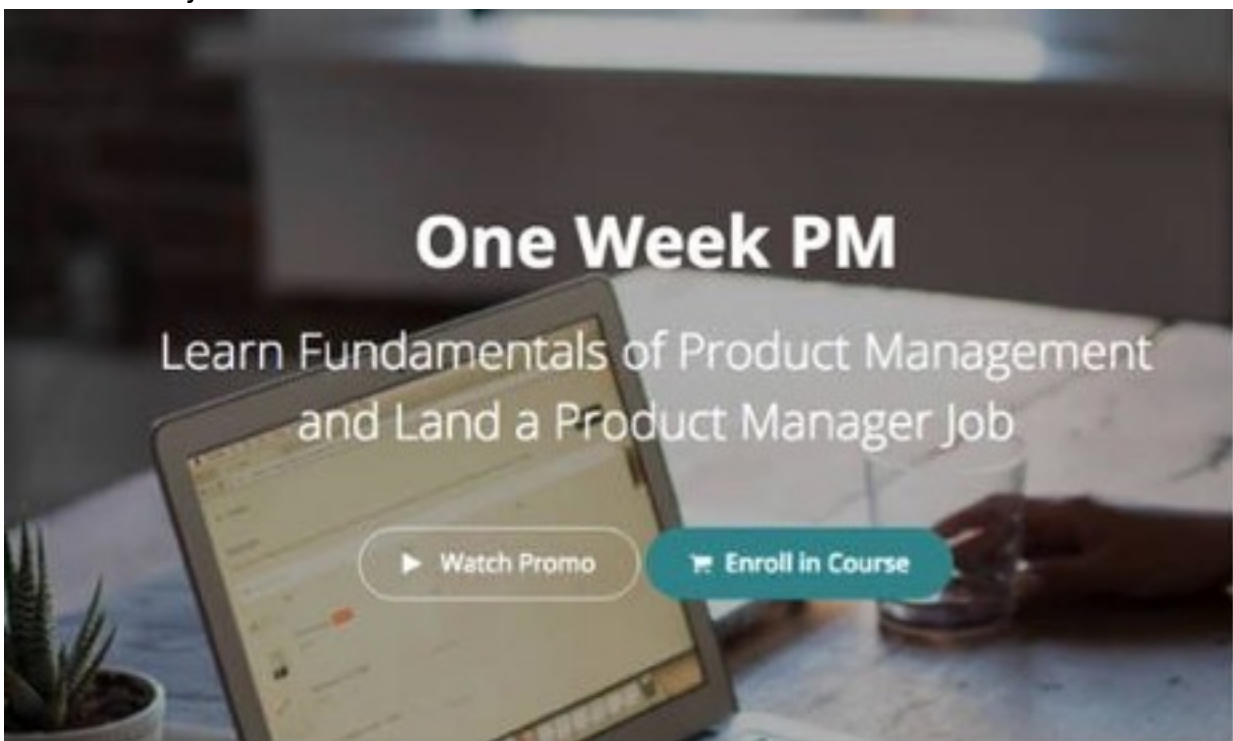 One Week PM
Learn Fundamentals of Product Management
and Land a Product Manager Job
Watch Promo
Enroll in Course